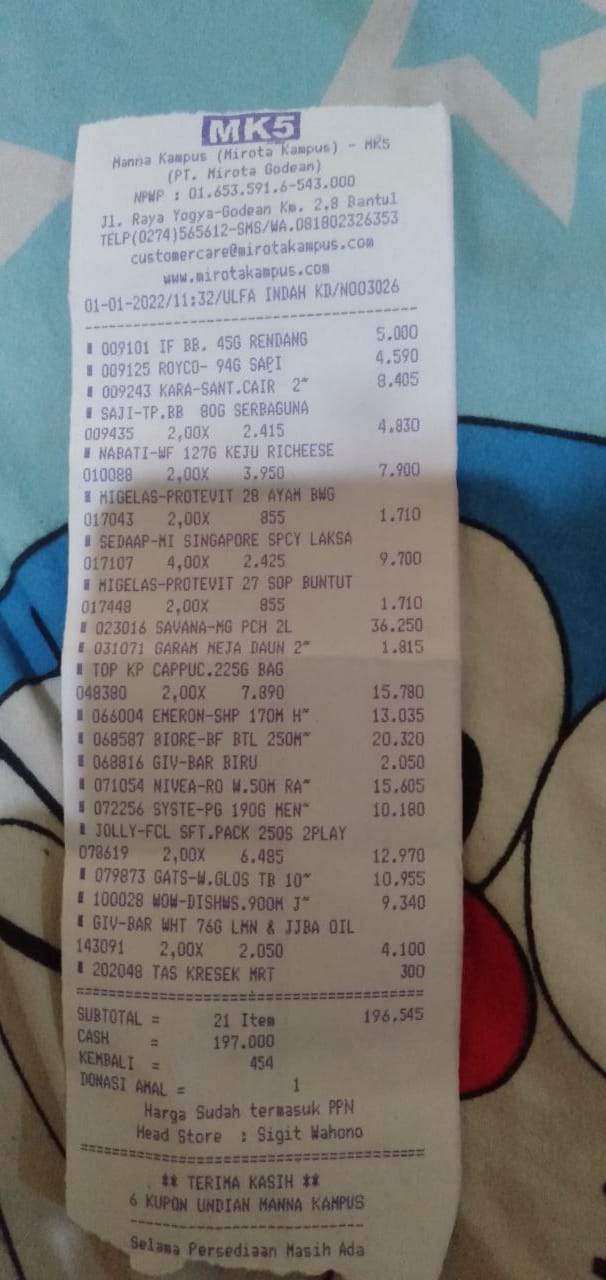 MK5
Manna Kampus (Mirota Kampus) - MK5
(PT. Mirota Godean)
NPWP : 01.653.591.6-543.000
Jl. Raya Yogya-Godean Km. 2,8 Bantul
TELP(0274)565612-SMS/WA.081802326353
customercare@mirotakampus.com
www.mirotakampus.com
01-01-2022/11:32/ULFA INDAH KD/N003026
009101 IF BB. 45G RENDANG 5.000
009125 ROYCO- 94G SAPI 4.590
009243 KARA-SANT.CAIR 2~ 8.405
SAJI-TP.BB 80G SERBAGUNA
009435 2,00X 2.415 4.830
NABATI-WF 127G KEJU RICHEESE
010088 2,00X 3.950 7.900
MIGELAS-PROTEVIT 28 AYAM BWG
017043 2,00X 855 1.710
SEDAAP-MI SINGAPORE SPCY LAKSA
017107 4,00X 2.425 9.700
MIGELAS-PROTEVIT 27 SOP BUNTUT
017448 2,00X 855 1.710
023016 SAVANA-MG PCH 2L 36.250
031071 GARAM MEJA DAUN 2~ 1.815
TOP KP CAPPUC.225G BAG
048380 2,00X 7.890 15.780
066004 EMERON-SHP 170M H~ 13.035
068587 BIORE-BF BTL 250M~ 20.320
068816 GIV-BAR BIRU 2.050
071054 NIVEA-RO W.50M RA~ 15.605
072256 SYSTE-PG 190G MEN~ 10.180
JOLLY-FCL SFT.PACK 250S 2PLAY
078619 2,00X 6.485 12.970
079873 GATS-W.GLOS TB 10~ 10.955
100028 WOW-DISHWS.900M J~ 9.340
GIV-BAR WHT 76G LMN & JJBA OIL
143091 2,00X 2.050 4.100
202048 TAS KRESEK MRT 300
SUBTOTAL = 21 Item 196.545
CASH = 197.000
KEMBALI = 454
DONASI AMAL = 1
Harga Sudah termasuk PPN
Head Store : Sigit Wahono
** TERIMA KASIH **
6 KUPON UNDIAN MANNA KAMPUS
Selama Persediaan Masih Ada